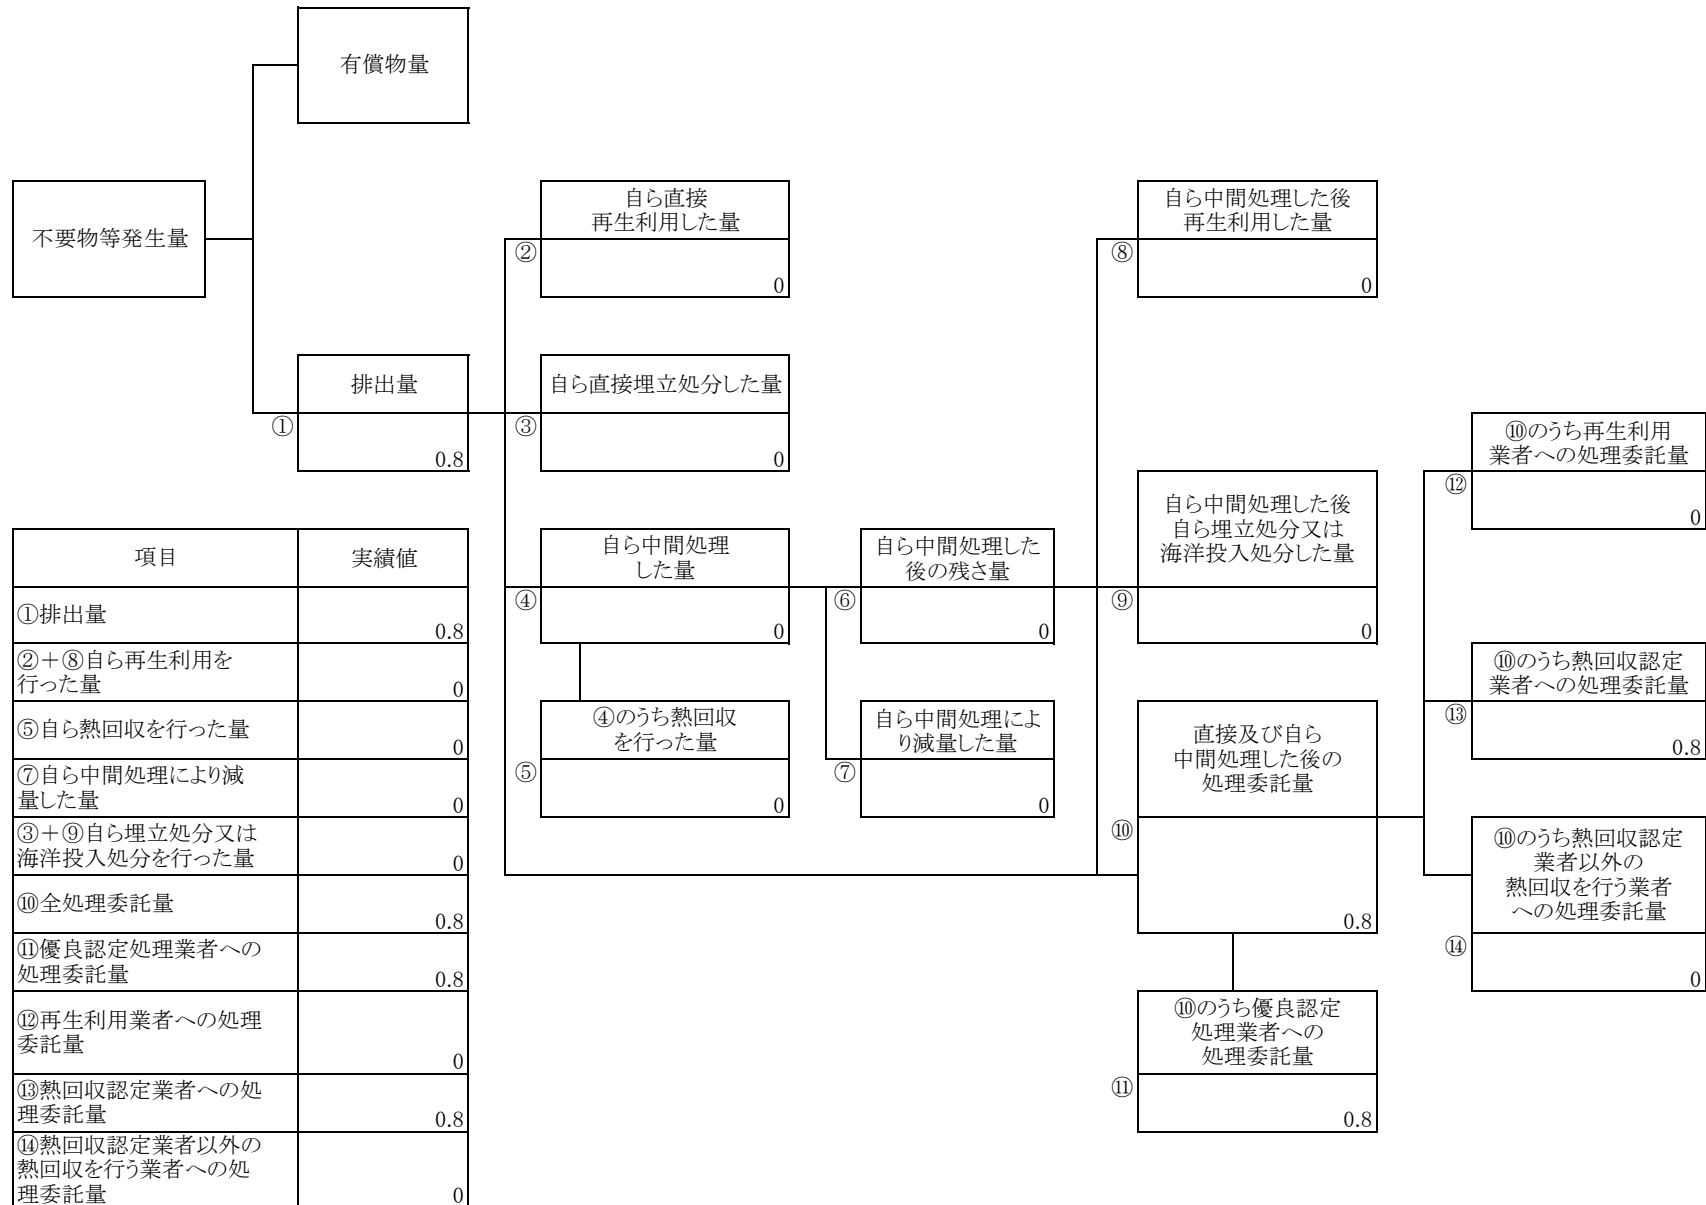 有償物量
不要物等発生量
自ら直接
再生利用した量
②
0
自ら中間処理した後
再生利用した量
⑧
0
排出量
①
0.8
自ら直接埋立処分した量
③
0
⑩のうち再生利用
業者への処理委託量
⑫
0
自ら中間処理
した量
④
0
自ら中間処理した
後の残さ量
⑥
0
自ら中間処理した後
自ら埋立処分又は
海洋投入処分した量
⑨
0
⑩のうち熱回収認定
業者への処理委託量
⑬
0.8
④のうち熱回収
を行った量
⑤
0
自ら中間処理によ
り減量した量
⑦
0
直接及び自ら
中間処理した後の
処理委託量
⑩
0.8
⑩のうち熱回収認定
業者以外の
熱回収を行う業者
への処理委託量
⑭
0
⑩のうち優良認定
処理業者への
処理委託量
⑪
0.8
項目 実績値
①排出量
0.8
②＋⑧自ら再生利用を
行った量
0
⑤自ら熱回収を行った量
0
⑦自ら中間処理により減
量した量
0
③＋⑨自ら埋立処分又は
海洋投入処分を行った量
0
⑩全処理委託量
0.8
⑪優良認定処理業者への
処理委託量
0.8
⑫再生利用業者への処理
委託量
0
⑬熱回収認定業者への処
理委託量
0.8
⑭熱回収認定業者以外の
熱回収を行う業者への処
理委託量
0